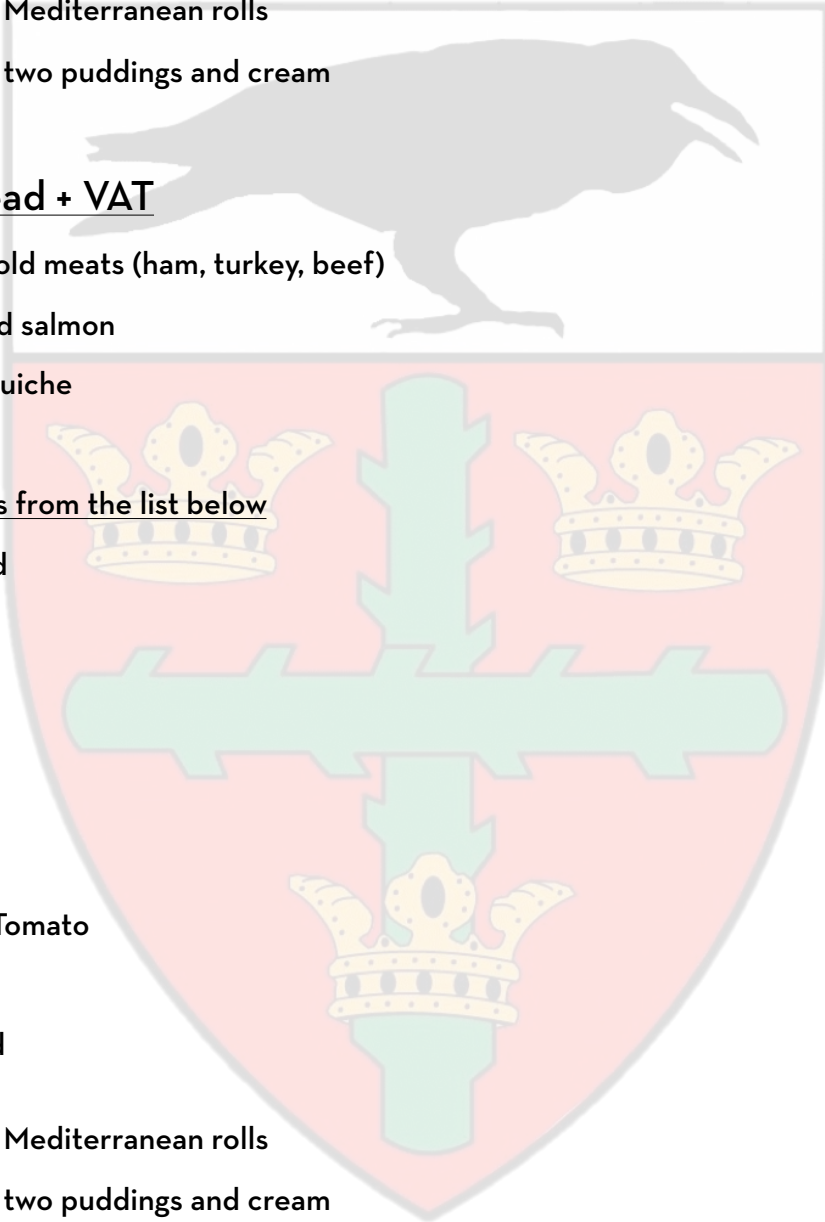 Mediterranean rolls
two puddings and cream
ad + VAT
old meats (ham, turkey, beef)
d salmon
uiche
s from the list below
d
Tomato
d
Mediterranean rolls
two puddings and cream